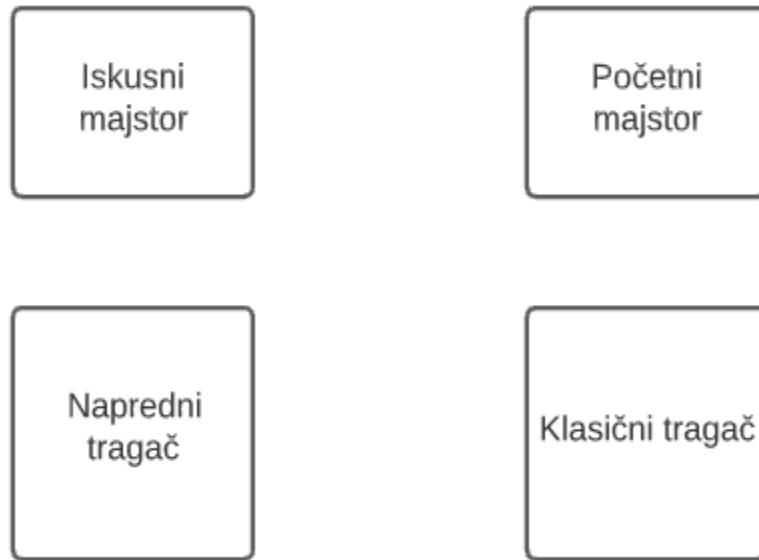 Iskusni
majstor
Početni
majstor
Napredni
tragač
Klasični tragač